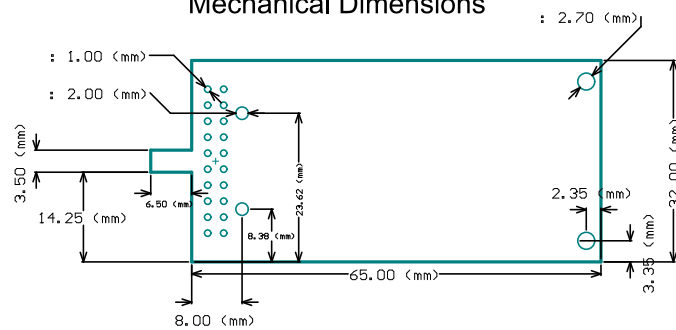 Mechanical Dimensions
: 2.70 (mm)
: 1.00 (mm)
: 2.00 (mm)
3.50 (mm)
6.50 (mm)
14.25 (mm)
23.62 (mm)
8.38 (mm)
2.35 (mm)
32.00 (mm)
3.35 (mm)
65.00 (mm)
8.00 (mm)